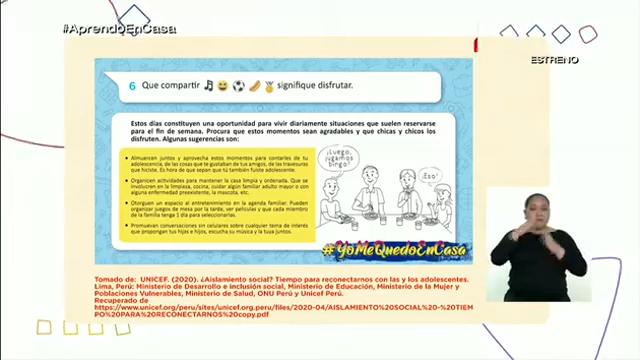 #AprendoEnCasa
ESTRENO
6 Que compartir signifique disfrutar.
Estos días constituyen una oportunidad para vivir diariamente situaciones que suelen reservarse
para el fin de semana. Procura que estos momentos sean agradables y que chicas y chicos los
disfruten. Algunas sugerencias son:
• Almuercen juntos y aprovecha estos momentos para contarles de tu
adolescencia, de las cosas que te gustaban de tus amigos, de las travesuras
que hiciste. Es hora de que sepan que tú también fuiste adolescente.
• Organicen actividades para mantener la casa limpia y ordenada. Que se
involucren en la limpieza, cocina, cuidar algún familiar adulto mayor o con
alguna enfermedad preexistente, la mascota, etc.
• Otorguen un espacio al entretenimiento en la agenda familiar. Pueden
organizar juegos de mesa por la tarde, ver películas y que cada miembro
de la familia tenga 1 día para seleccionarlas.
• Promuevan conversaciones sin celulares sobre cualquier tema de interés
que propongan tus hijas e hijos, escucha su música y la tuya juntos.
¡Luego,
jugamos
bingo!
¡Eso!
#YoMeQuedoEnCasa
Tomado de: UNICEF. (2020). ¿Aislamiento social? Tiempo para reconectarnos con las y los adolescentes.
Lima, Perú: Ministerio de Desarrollo e inclusión social, Ministerio de Educación, Ministerio de la Mujer y
Poblaciones Vulnerables, Ministerio de Salud, ONU Perú y Unicef Perú.
Recuperado de
https://www.unicef.org/peru/sites/unicef.org.peru/files/2020-04/AISLAMIENTO%20SOCIAL%20-%20TIEM
PO%20PARA%20RECONECTARNOS%20copy.pdf